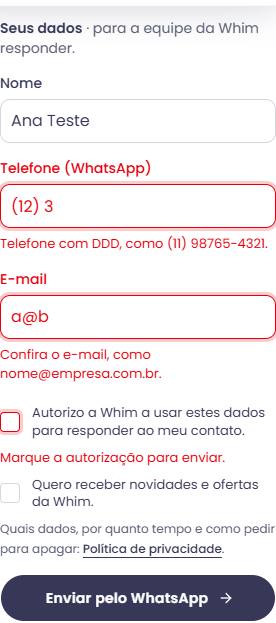 Seus dados · para a equipe da Whim
responder.
Nome
Ana Teste
Telefone (WhatsApp)
(12) 3
Telefone com DDD, como (11) 98765-4321.
E-mail
a@b
Confira o e-mail, como
nome@empresa.com.br.
Autorizo a Whim a usar estes dados
para responder ao meu contato.
Marque a autorização para enviar.
Quero receber novidades e ofertas
da Whim.
Quais dados, por quanto tempo e como pedir
para apagar: Política de privacidade.
Enviar pelo WhatsApp →